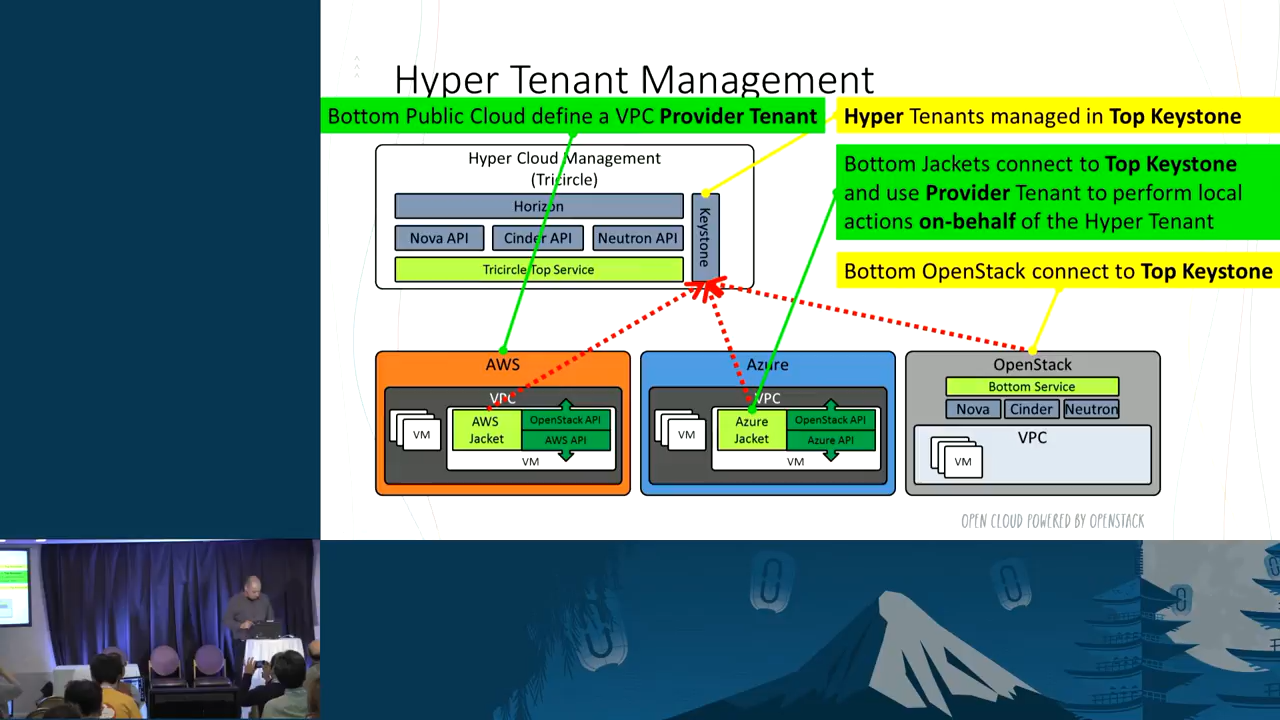 Hyper Tenant Management
Bottom Public Cloud define a VPC Provider Tenant
Hyper Tenants managed in Top Keystone
Bottom Jackets connect to Top Keystone
and use Provider Tenant to perform local
actions on-behalf of the Hyper Tenant
Bottom OpenStack connect to Top Keystone
Hyper Cloud Management
(Tricircle)
Horizon
Nova API
Cinder API
Neutron API
Keystone
Tricircle Top Service
AWS
VPC
VM
AWS
Jacket
OpenStack API
AWS API
VM
Azure
VPC
VM
Azure
Jacket
OpenStack API
Azure API
VM
OpenStack
Bottom Service
Nova
Cinder
Neutron
VPC
VM
OPEN CLOUD POWERED BY OPENSTACK